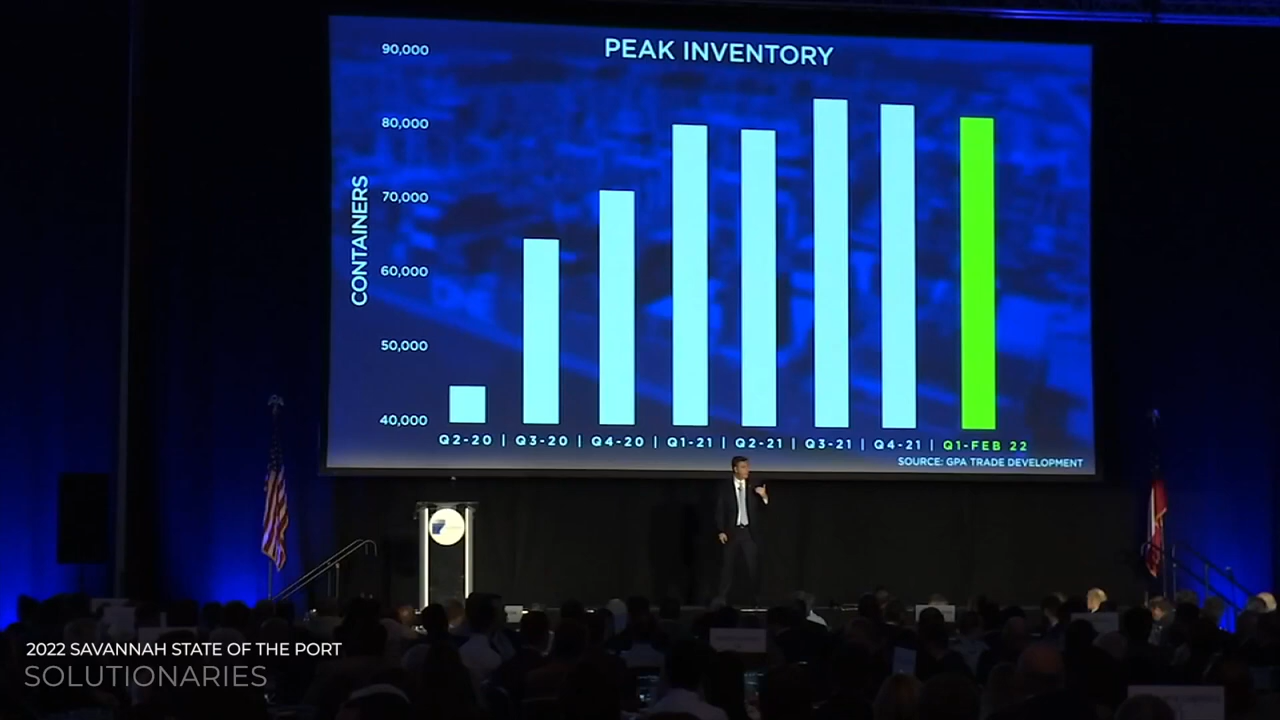 PEAK INVENTORY
90,000
80,000
70,000
60,000
50,000
40,000
CONTAINERS
Q2-20 | Q3-20 | Q4-20 | Q1-21 | Q2-21 | Q3-21 | Q4-21 | Q1-FEB 22
SOURCE: GPA TRADE DEVELOPMENT
2022 SAVANNAH STATE OF THE PORT
SOLUTIONARIES